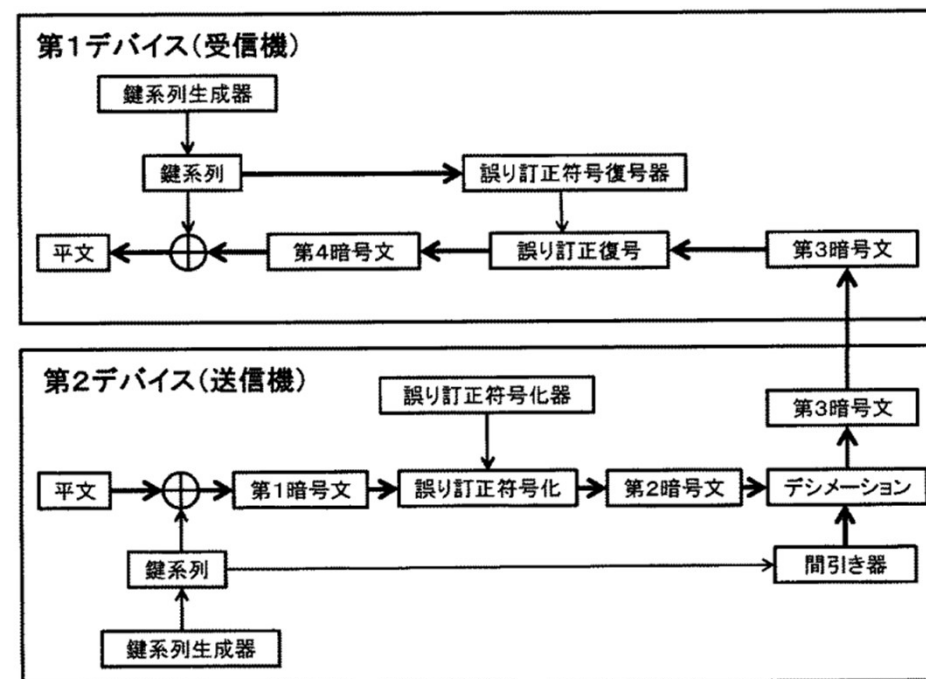 第1デバイス(受信機)
鍵系列生成器
鍵系列
誤り訂正符号復号器
平文
第4暗号文
誤り訂正復号
第3暗号文
第2デバイス(送信機)
誤り訂正符号化器
第3暗号文
平文
第1暗号文
誤り訂正符号化
第2暗号文
デシメーション
鍵系列
間引き器
鍵系列生成器